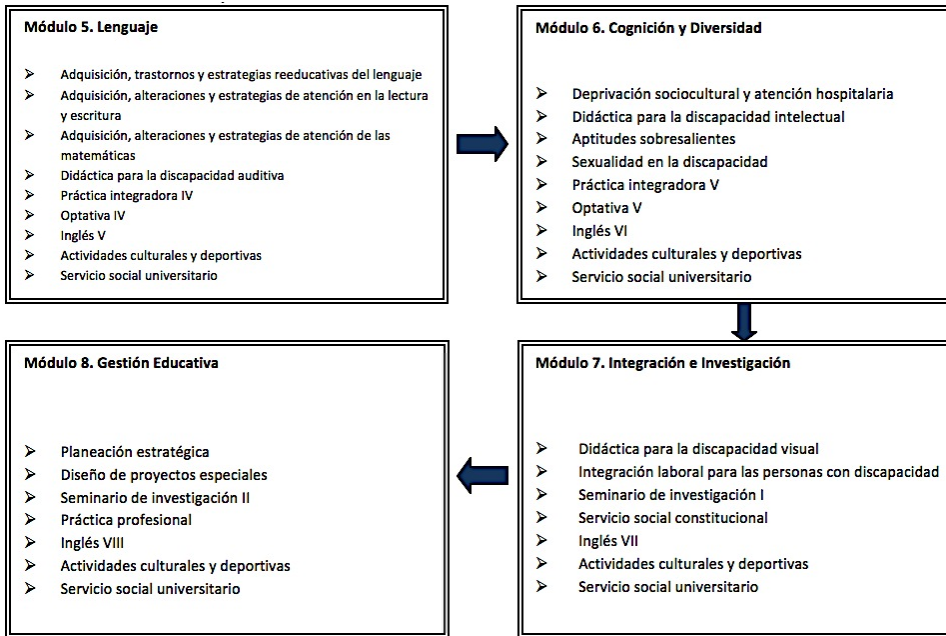 Módulo 5. Lenguaje
➢ Adquisición, trastornos y estrategias reeducativas del lenguaje
➢ Adquisición, alteraciones y estrategias de atención en la lectura
y escritura
➢ Adquisición, alteraciones y estrategias de atención de las
matemáticas
➢ Didáctica para la discapacidad auditiva
➢ Práctica integradora IV
➢ Optativa IV
➢ Inglés V
➢ Actividades culturales y deportivas
➢ Servicio social universitario
Módulo 6. Cognición y Diversidad
➢ Deprivación sociocultural y atención hospitalaria
➢ Didáctica para la discapacidad intelectual
➢ Aptitudes sobresalientes
➢ Sexualidad en la discapacidad
➢ Práctica integradora V
➢ Optativa V
➢ Inglés VI
➢ Actividades culturales y deportivas
➢ Servicio social universitario
Módulo 7. Integración e Investigación
➢ Didáctica para la discapacidad visual
➢ Integración laboral para las personas con discapacidad
➢ Seminario de investigación I
➢ Servicio social constitucional
➢ Inglés VII
➢ Actividades culturales y deportivas
➢ Servicio social universitario
Módulo 8. Gestión Educativa
➢ Planeación estratégica
➢ Diseño de proyectos especiales
➢ Seminario de investigación II
➢ Práctica profesional
➢ Inglés VIII
➢ Actividades culturales y deportivas
➢ Servicio social universitario